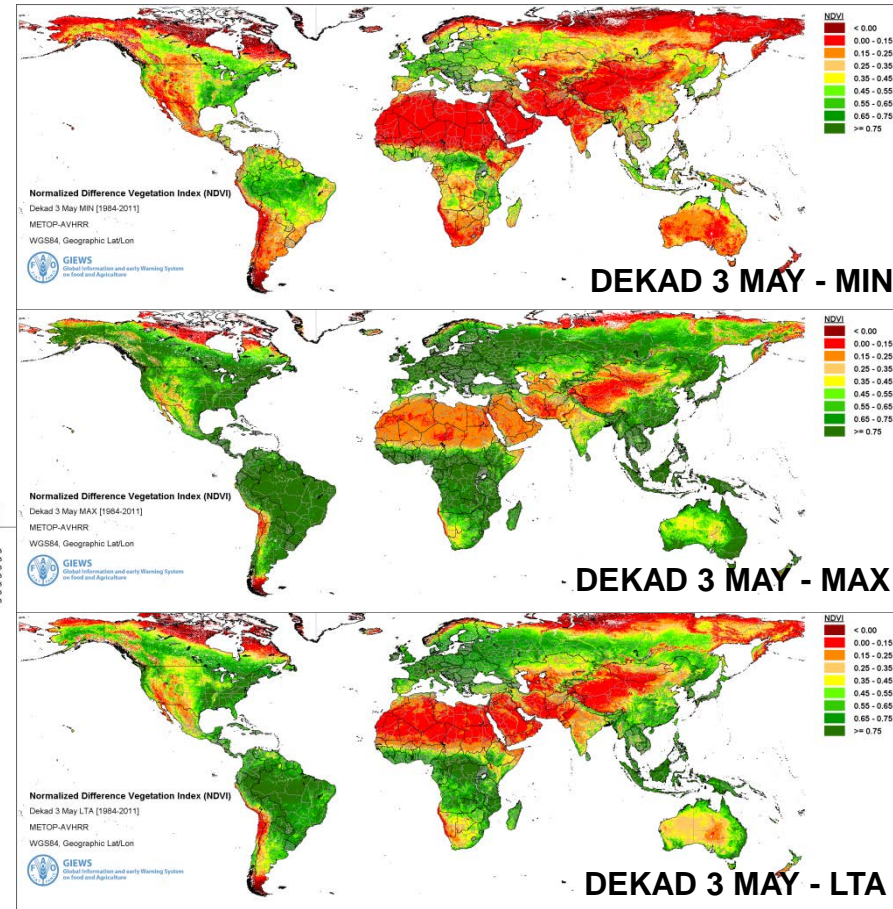 NDVI
< 0.00
0.00 - 0.15
0.15 - 0.25
0.25 - 0.35
0.35 - 0.45
0.45 - 0.55
0.55 - 0.65
0.65 - 0.75
>= 0.75
Normalized Difference Vegetation Index (NDVI)
Dekad 3 May MIN [1984-2011]
METOP-AVHRR
WGS84, Geographic Lat/Lon
GIEWS
Global Information and early Warning System
on food and Agriculture
DEKAD 3 MAY - MIN
NDVI
< 0.00
0.00 - 0.15
0.15 - 0.25
0.25 - 0.35
0.35 - 0.45
0.45 - 0.55
0.55 - 0.65
0.65 - 0.75
>= 0.75
Normalized Difference Vegetation Index (NDVI)
Dekad 3 May MAX [1984-2011]
METOP-AVHRR
WGS84, Geographic Lat/Lon
GIEWS
Global Information and early Warning System
on food and Agriculture
DEKAD 3 MAY - MAX
NDVI
< 0.00
0.00 - 0.15
0.15 - 0.25
0.25 - 0.35
0.35 - 0.45
0.45 - 0.55
0.55 - 0.65
0.65 - 0.75
>= 0.75
Normalized Difference Vegetation Index (NDVI)
Dekad 3 May LTA [1984-2011]
METOP-AVHRR
WGS84, Geographic Lat/Lon
GIEWS
Global Information and early Warning System
on food and Agriculture
DEKAD 3 MAY - LTA